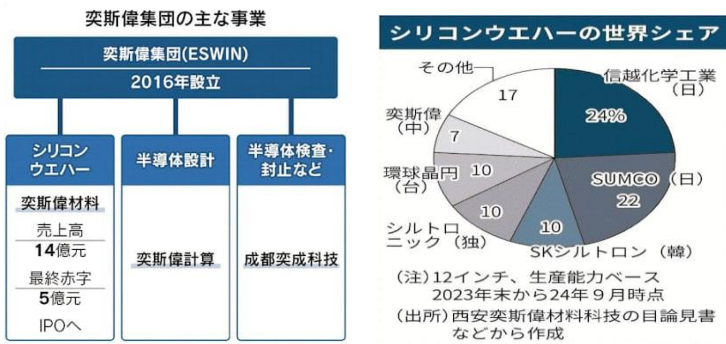 奕斯偉集団の主な事業
奕斯偉集団(ESWIN)
2016年設立
シリコン
ウエハー
奕斯偉材料
売上高
14億元
最終赤字
5億元
IPOへ
半導体設計
奕斯偉計算
半導体検査・
封止など
成都奕成科技
シリコンウエハーの世界シェア
信越化学工業
(日)
24%
SUMCO(日)
22
SKシルトロン(韓)
10
シルトロ
ニック(独)
10
環球晶円
(台)
10
奕斯偉
(中)
7
その他
17
(注)12インチ、生産能力ベース
2023年末から24年9月時点
(出所)西安奕斯偉材料科技の目論見書
などから作成